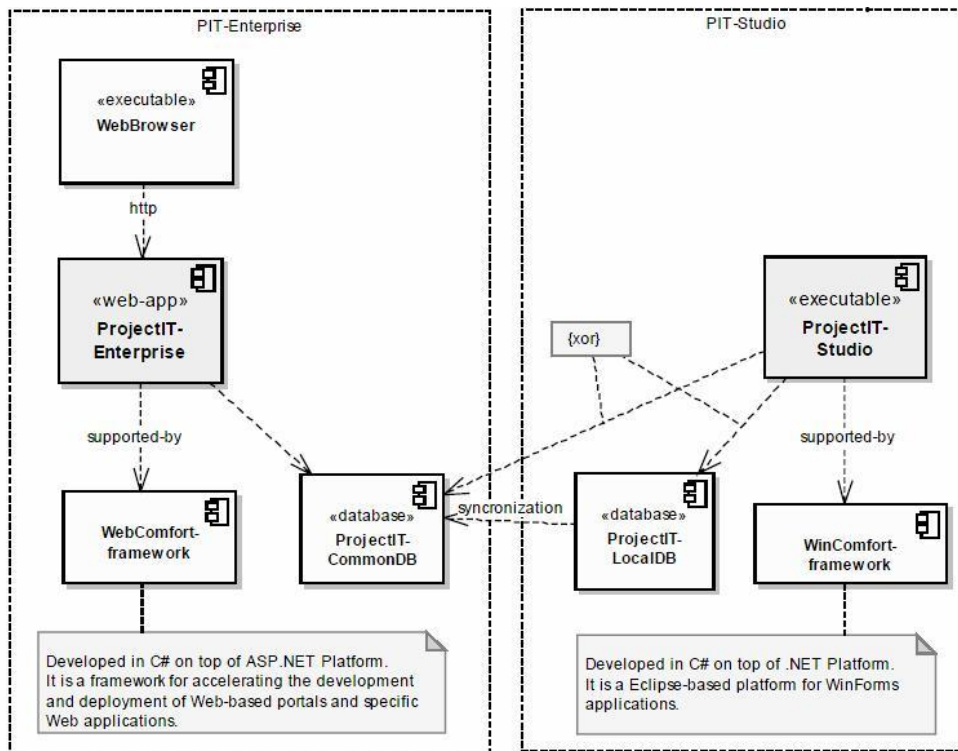 PIT-Enterprise
PIT-Studio
«executable»
WebBrowser
http
«web-app»
ProjectIT-
Enterprise
{xor}
«executable»
ProjectIT-
Studio
supported-by
supported-by
WebComfort-
framework
«database»
ProjectIT-
CommonDB
syncronization
«database»
ProjectIT-
LocalDB
WinComfort-
framework
Developed in C# on top of ASP.NET Platform.
It is a framework for accelerating the development
and deployment of Web-based portals and specific
Web applications.
Developed in C# on top of .NET Platform.
It is a Eclipse-based platform for WinForms
applications.